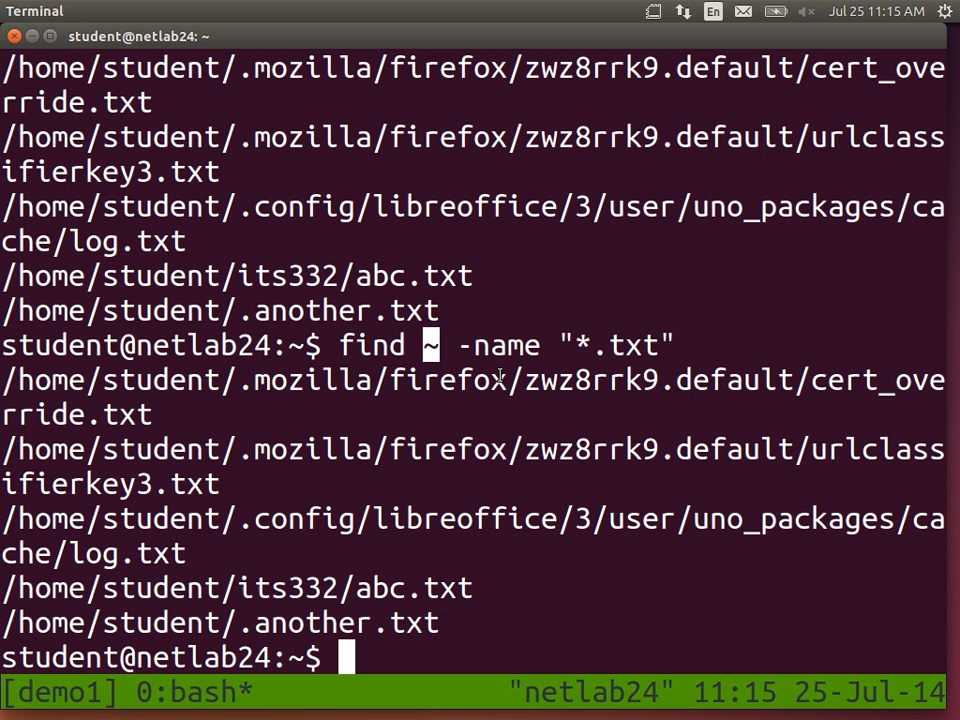 Terminal
En
Jul 25 11:15 AM
student@netlab24: ~
/home/student/.mozilla/firefox/zwz8rrk9.default/cert_ove
rride.txt
/home/student/.mozilla/firefox/zwz8rrk9.default/urlclass
ifierkey3.txt
/home/student/.config/libreoffice/3/user/uno_packages/ca
che/log.txt
/home/student/its332/abc.txt
/home/student/.another.txt
student@netlab24:~$ find ~ -name "*.txt"
/home/student/.mozilla/firefox/zwz8rrk9.default/cert_ove
rride.txt
/home/student/.mozilla/firefox/zwz8rrk9.default/urlclass
ifierkey3.txt
/home/student/.config/libreoffice/3/user/uno_packages/ca
che/log.txt
/home/student/its332/abc.txt
/home/student/.another.txt
student@netlab24:~$
[demo1] 0:bash* "netlab24" 11:15 25-Jul-14